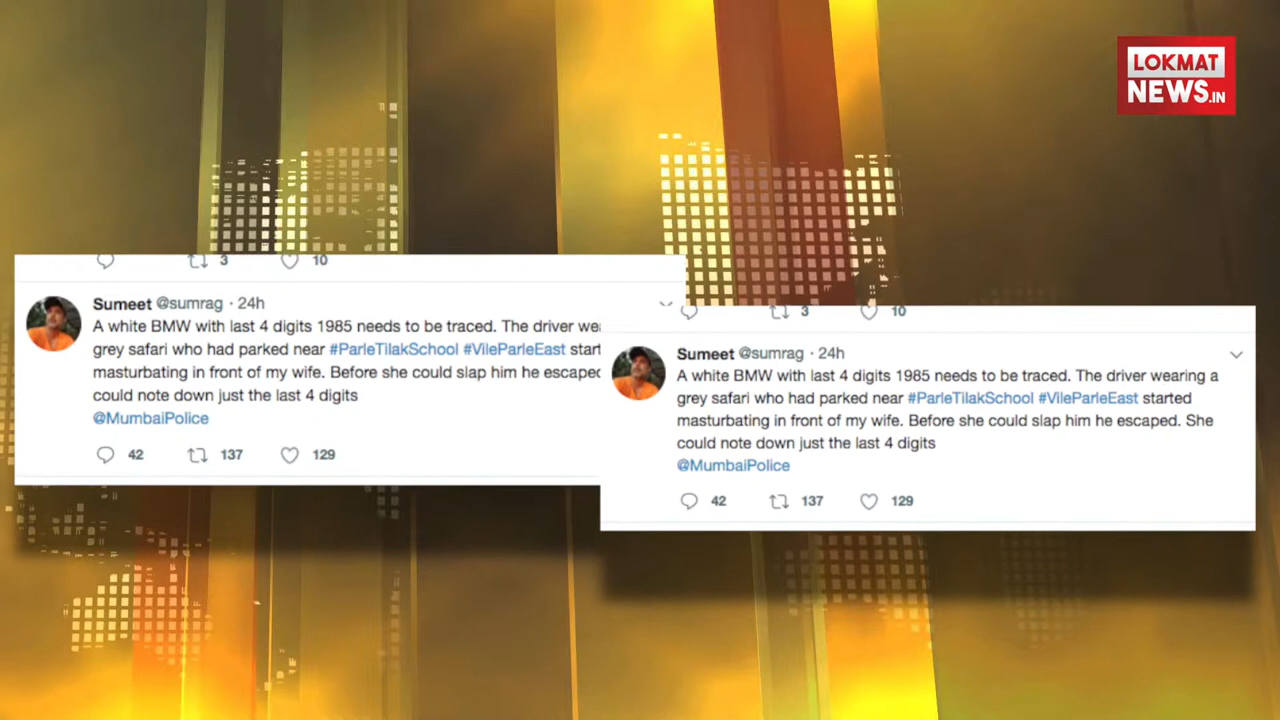 LOKMAT
NEWS.IN
3 10
Sumeet @sumrag · 24h
A white BMW with last 4 digits 1985 needs to be traced. The driver wea
grey safari who had parked near #ParleTilakSchool #VileParleEast start
masturbating in front of my wife. Before she could slap him he escaped
could note down just the last 4 digits
@MumbaiPolice
42 137 129
3 10
Sumeet @sumrag · 24h
A white BMW with last 4 digits 1985 needs to be traced. The driver wearing a
grey safari who had parked near #ParleTilakSchool #VileParleEast started
masturbating in front of my wife. Before she could slap him he escaped. She
could note down just the last 4 digits
@MumbaiPolice
42 137 129